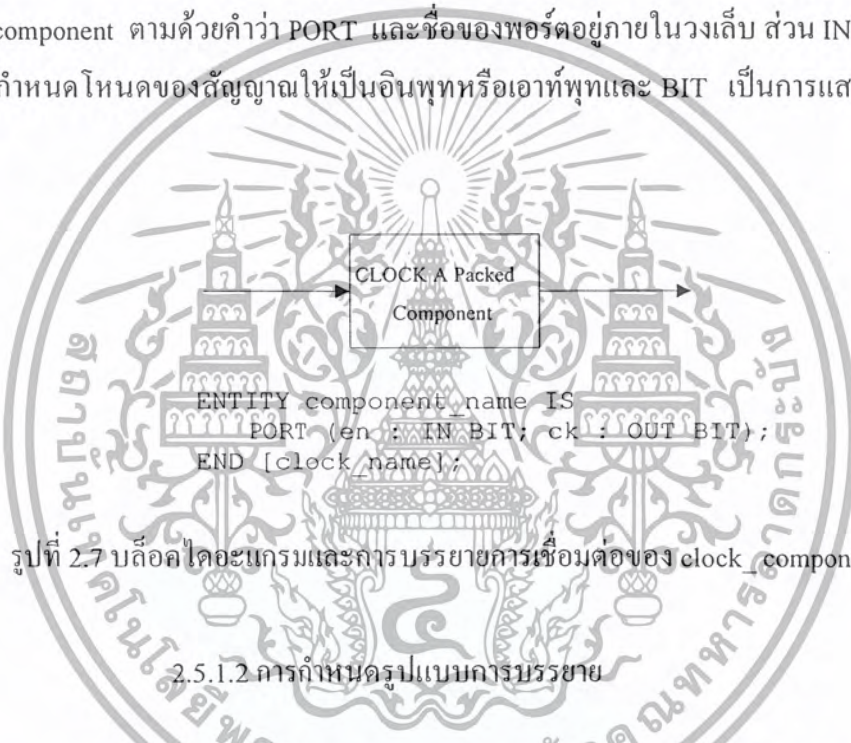 component ตามด้วยคำว่า PORT และชื่อของพอร์ตอยู่ภายในวงเล็บ ส่วน IN
กำหนดโหนดของสัญญาณให้เป็นอินพุทหรือเอาท์พุทและ BIT เป็นการแส
CLOCK A Packed
Component
ENTITY component_name IS
PORT (en : IN BIT; ck : OUT BIT);
END [clock_name];
รูปที่ 2.7 บล็อคไดอะแกรมและการบรรยายการเชื่อมต่อของ clock_compon
2.5.1.2 การกำหนดรูปแบบการบรรยาย